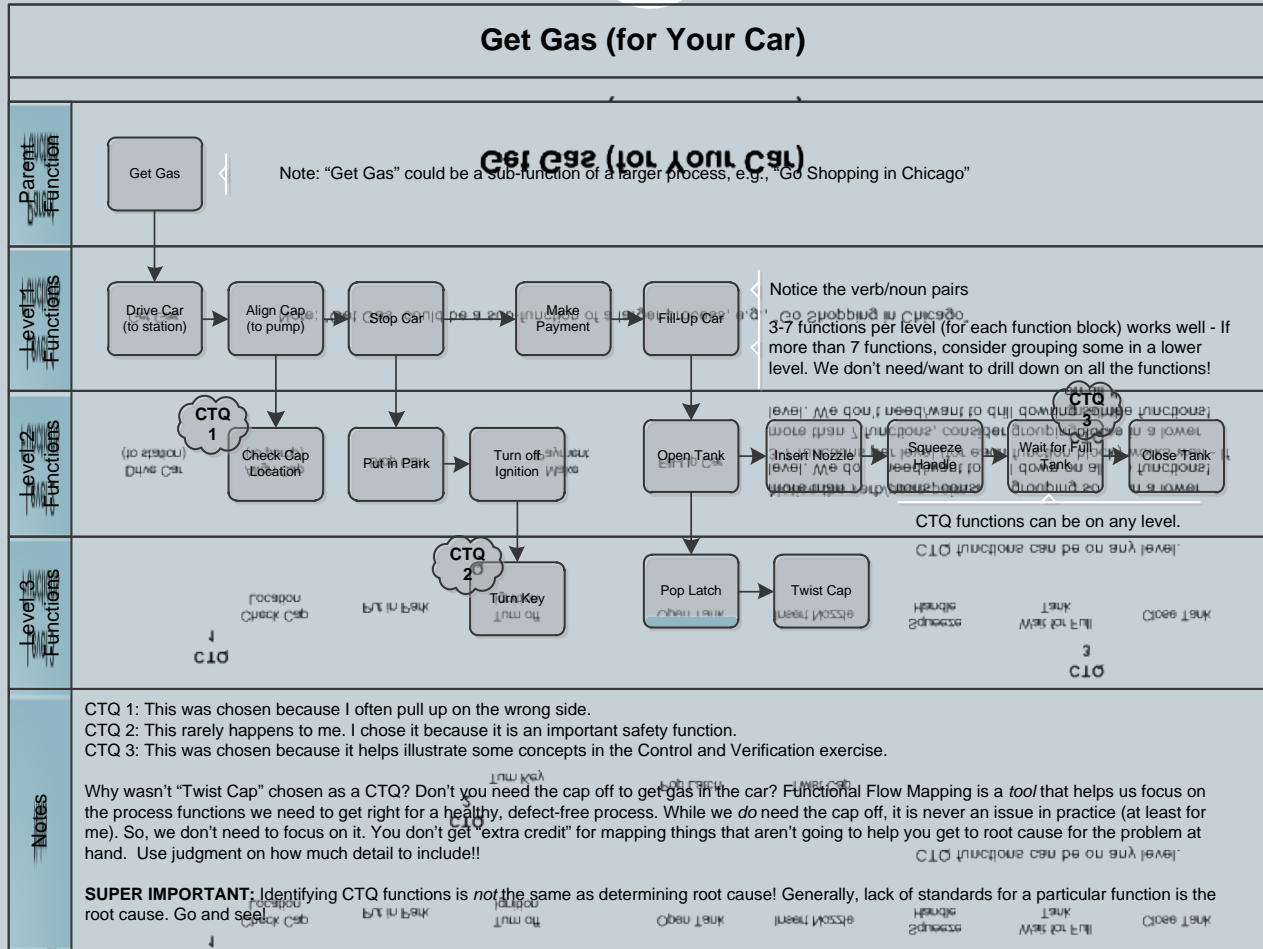 Get Gas (for Your Car)
Parent
Function
Get Gas
Note: “Get Gas” could be a sub-function of a larger process, e.g., “Go Shopping in Chicago”
Level 1
Functions
Drive Car
(to station)
Align Cap
(to pump)
Stop Car
Make
Payment
Fill-Up Car
Notice the verb/noun pairs
3-7 functions per level (for each function block) works well - If
more than 7 functions, consider grouping some in a lower
level. We don’t need/want to drill down on all the functions!
Level 2
Functions
CTQ
1
Check Cap
Location
Put in Park
Turn off
Ignition
Open Tank
Insert Nozzle
Squeeze
Handle
CTQ
3
Wait for Full
Tank
Close Tank
CTQ functions can be on any level.
Level 3
Functions
CTQ
2
Turn Key
Pop Latch
Twist Cap
Notes
CTQ 1: This was chosen because I often pull up on the wrong side.
CTQ 2: This rarely happens to me. I chose it because it is an important safety function.
CTQ 3: This was chosen because it helps illustrate some concepts in the Control and Verification exercise.
Why wasn’t “Twist Cap” chosen as a CTQ? Don’t you need the cap off to get gas in the car? Functional Flow Mapping is a tool that helps us focus on
the process functions we need to get right for a healthy, defect-free process. While we do need the cap off, it is never an issue in practice (at least for
me). So, we don’t need to focus on it. You don’t get “extra credit” for mapping things that aren’t going to help you get to root cause for the problem at
hand. Use judgment on how much detail to include!!
SUPER IMPORTANT: Identifying CTQ functions is not the same as determining root cause! Generally, lack of standards for a particular function is the
root cause. Go and see!